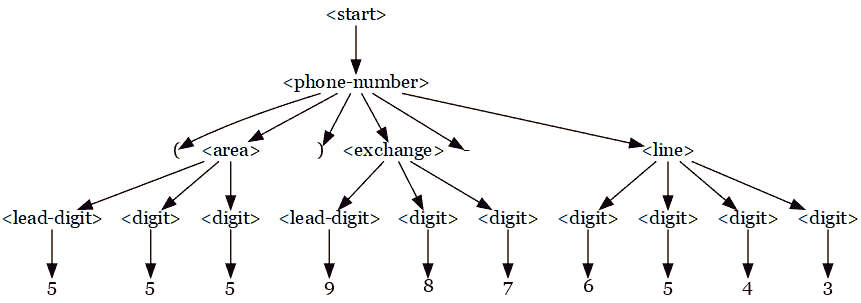 <start>
<phone-number>
( <area> ) <exchange> - <line>
<lead-digit> <digit> <digit> <lead-digit> <digit> <digit> <digit> <digit> <digit> <digit>
5 5 5 9 8 7 6 5 4 3